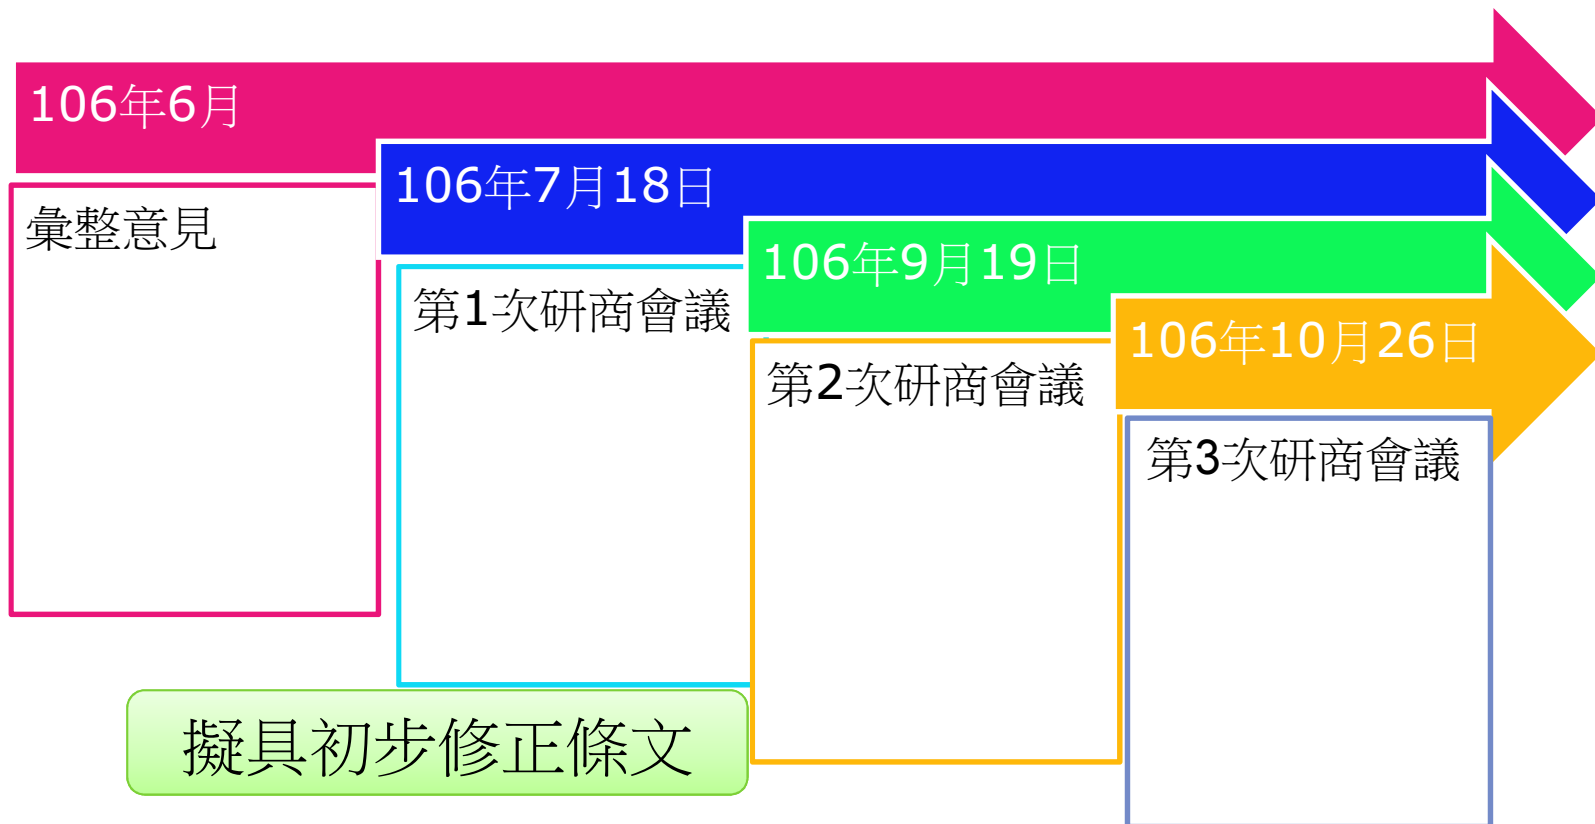 106年6月
彙整意見
106年7月18日
第1次研商會議
106年9月19日
第2次研商會議
106年10月26日
第3次研商會議
擬具初步修正條文